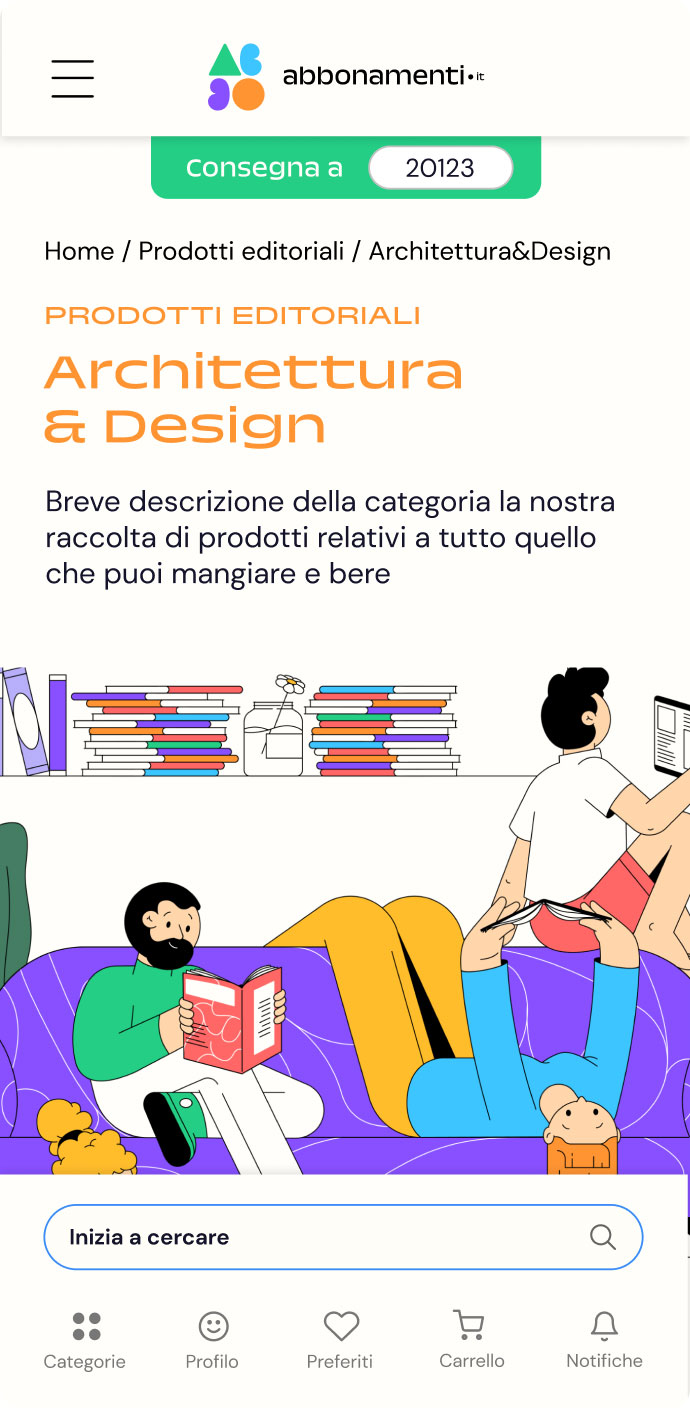 abbonamenti•it
Consegna a 20123
Home / Prodotti editoriali / Architettura&Design
PRODOTTI EDITORIALI
Architettura
& Design
Breve descrizione della categoria la nostra
raccolta di prodotti relativi a tutto quello
che puoi mangiare e bere
Inizia a cercare
Categorie Profilo Preferiti Carrello Notifiche